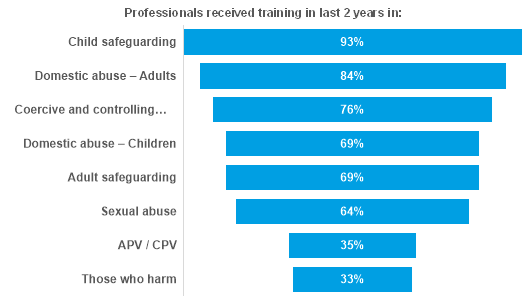 Professionals received training in last 2 years in:
Child safeguarding 93%
Domestic abuse – Adults 84%
Coercive and controlling… 76%
Domestic abuse – Children 69%
Adult safeguarding 69%
Sexual abuse 64%
APV / CPV 35%
Those who harm 33%